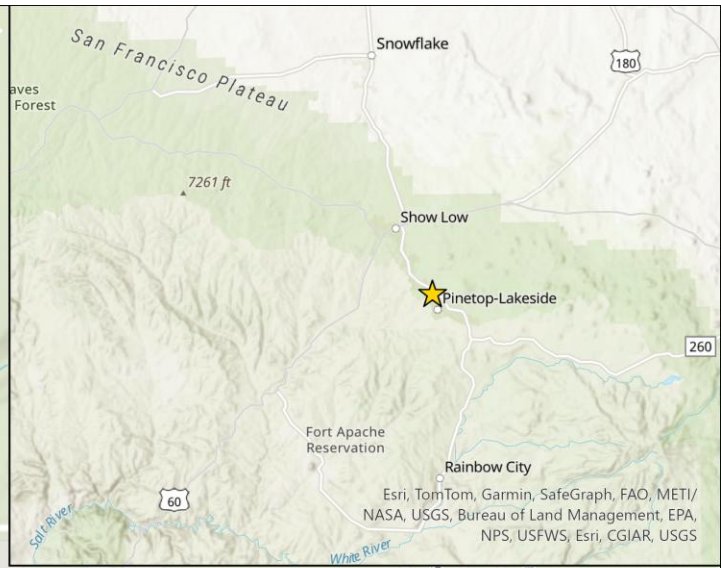 San Francisco Plateau
Snowflake
180
aves
Forest
7261 ft
Show Low
Pinetop-Lakeside
260
Fort Apache
Reservation
Rainbow City
60
Salt River
White River
Esri, TomTom, Garmin, SafeGraph, FAO, METI/
NASA, USGS, Bureau of Land Management, EPA,
NPS, USFWS, Esri, CGIAR, USGS